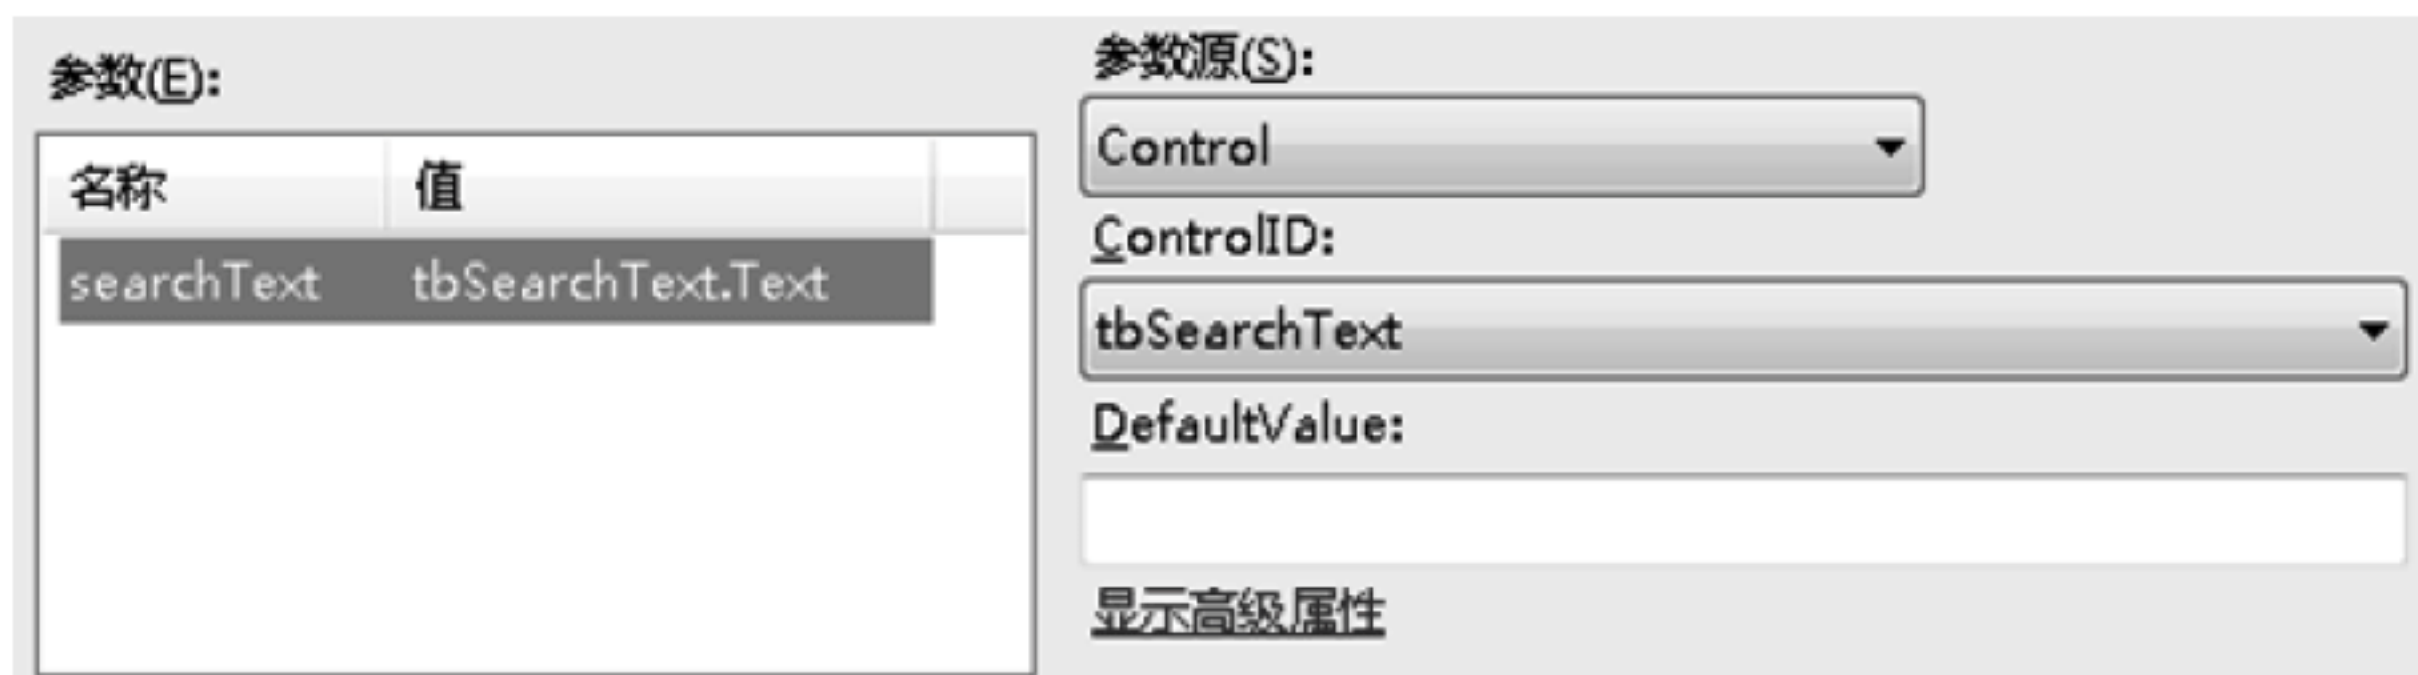 参数(E):
名称 值
searchText tbSearchText.Text
参数源(S):
Control
ControlID:
tbSearchText
DefaultValue:
显示高级属性